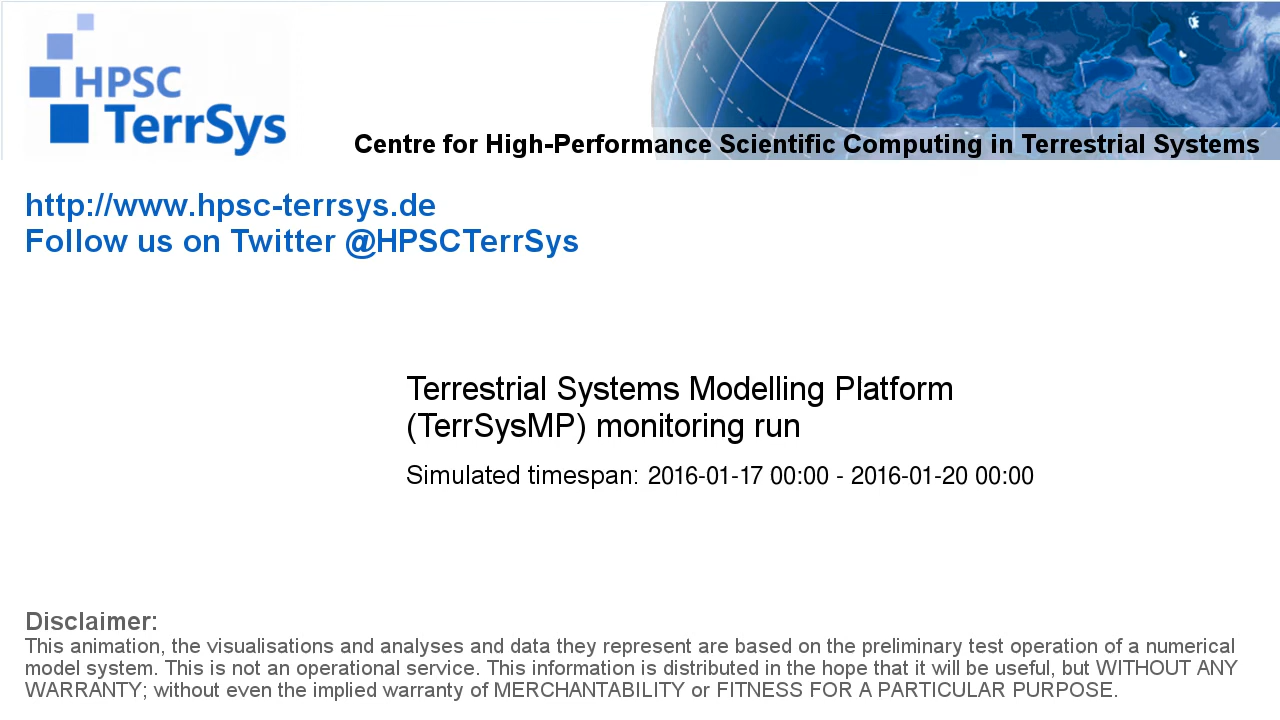 HPSC
TerrSys
Centre for High-Performance Scientific Computing in Terrestrial Systems
http://www.hpsc-terrsys.de
Follow us on Twitter @HPSCTerrSys
Terrestrial Systems Modelling Platform
(TerrSysMP) monitoring run
Simulated timespan: 2016-01-17 00:00 - 2016-01-20 00:00
Disclaimer:
This animation, the visualisations and analyses and data they represent are based on the preliminary test operation of a numerical
model system. This is not an operational service. This information is distributed in the hope that it will be useful, but WITHOUT ANY
WARRANTY; without even the implied warranty of MERCHANTABILITY or FITNESS FOR A PARTICULAR PURPOSE.